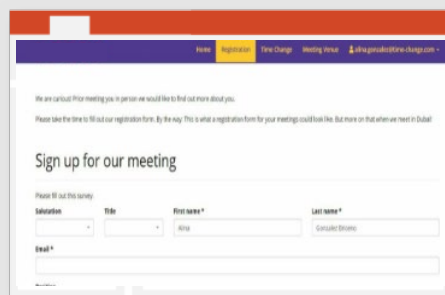 Home Registration Time Change Meeting Venue alina.gonzalez@time-change.com
We are curious! Prior meeting you in person we would like to find out more about you.
Please take the time to fill out our registration form. By the way: This is what a registration form for your meetings could look like. But more on that when we meet in Dubai!
Sign up for our meeting
Please fill out this survey.
Salutation Title First name * Last name *
Alina Gonzalez
Email *